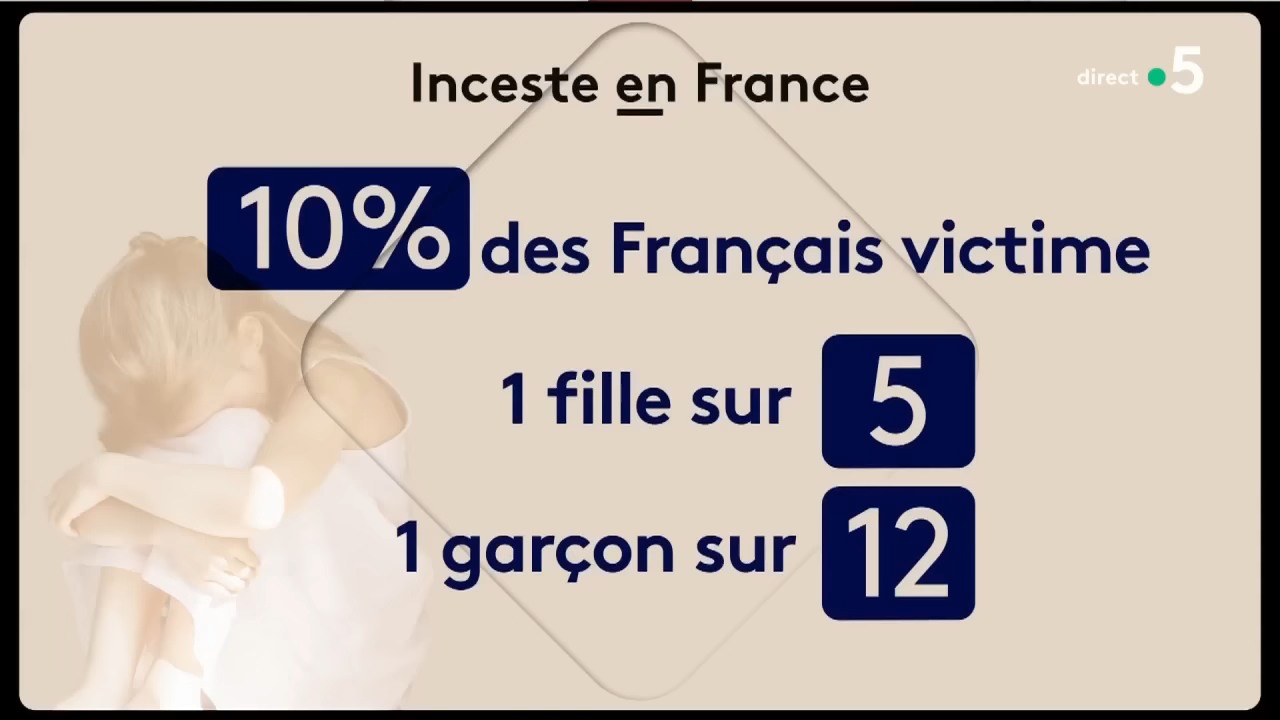 Inceste en France
direct 5
10% des Français victime
1 fille sur 5
1 garçon sur 12